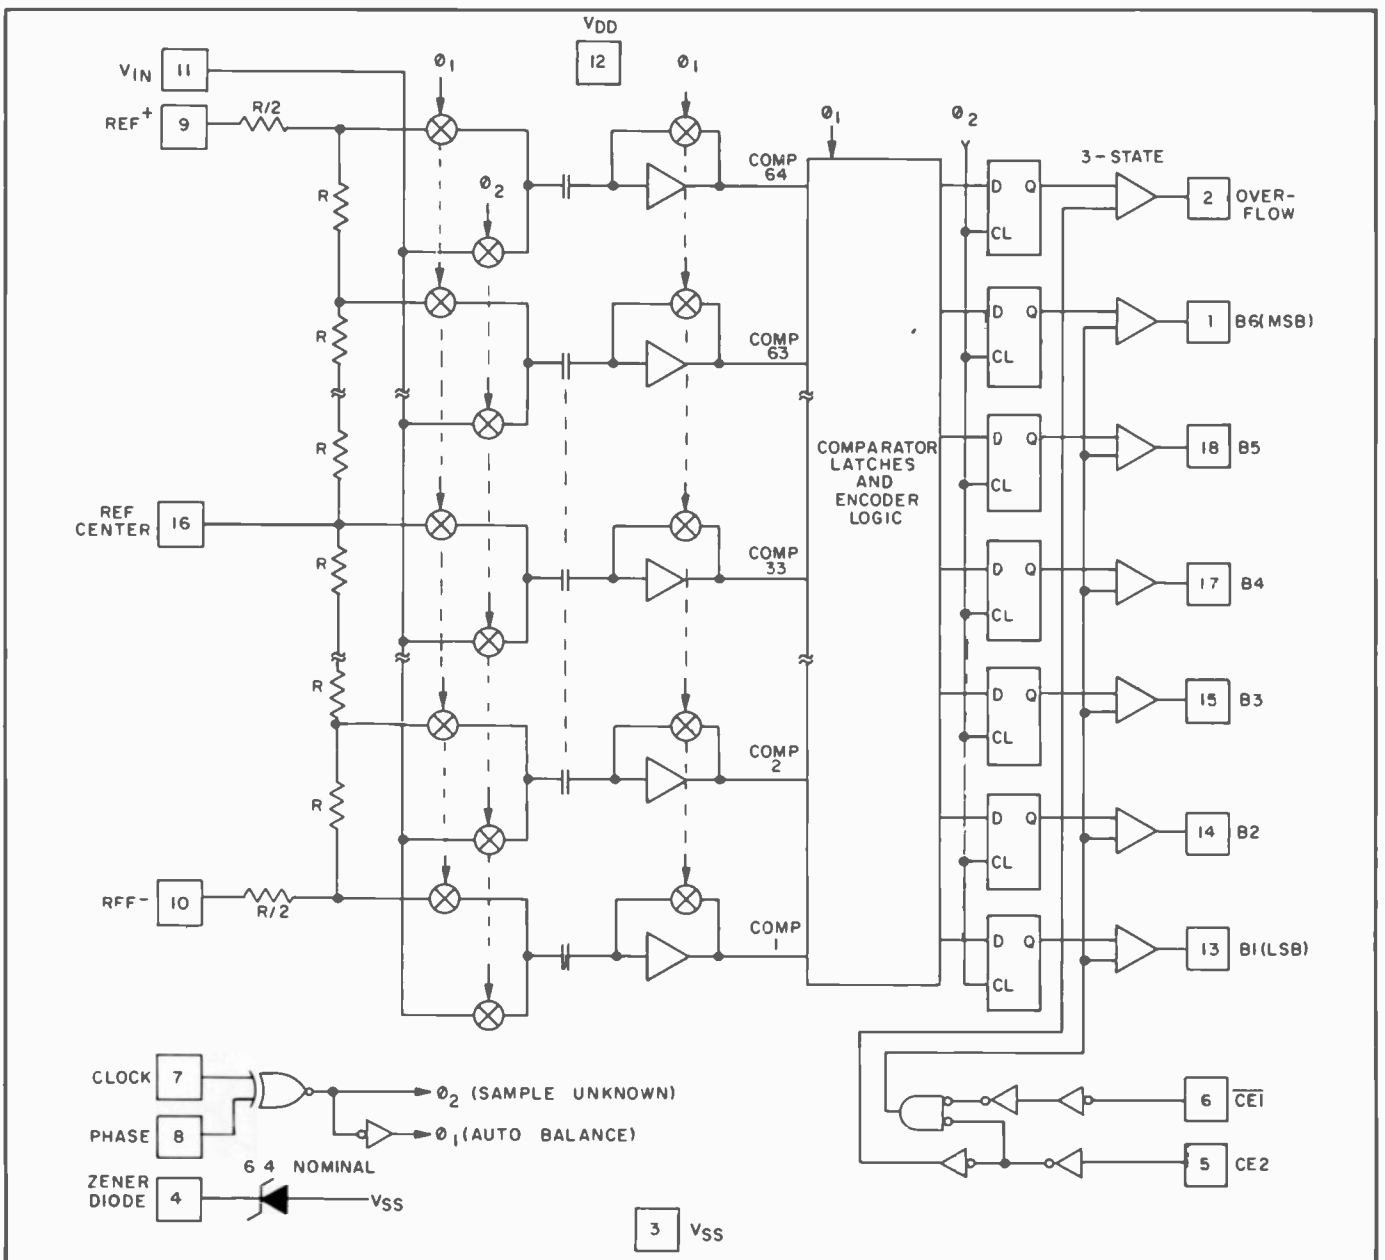 VDD
12
VIN 11
Ø1
Ø1
REF+ 9
R/2
Ø1
Ø2
3-STATE
COMP
64
R
Ø2
D Q
CL
2 OVER-
FLOW
COMP
63
R
D Q
CL
1 B6(MSB)
R
COMPARATOR
LATCHES
AND
ENCODER
LOGIC
D Q
CL
18 B5
REF
CENTER 16
COMP
33
R
D Q
CL
17 B4
R
COMP
2
D Q
CL
15 B3
R
D Q
CL
14 B2
RFF- 10
R/2
COMP
1
D Q
CL
13 B1(LSB)
CLOCK 7
Ø2 (SAMPLE UNKNOWN)
PHASE 8
Ø1 (AUTO BALANCE)
6 CE1
5 CE2
6 4 NOMINAL
ZENER
DIODE 4
VSS
3 VSS